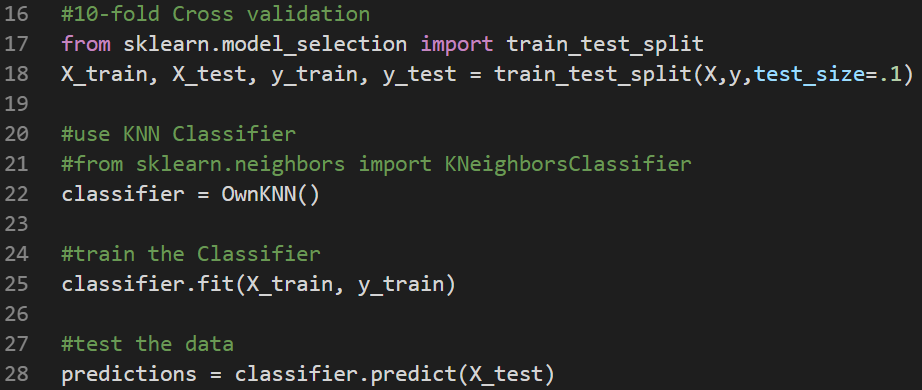 16 #10-fold Cross validation
17 from sklearn.model_selection import train_test_split
18 X_train, X_test, y_train, y_test = train_test_split(X,y,test_size=.1)
19
20 #use KNN Classifier
21 #from sklearn.neighbors import KNeighborsClassifier
22 classifier = OwnKNN()
23
24 #train the Classifier
25 classifier.fit(X_train, y_train)
26
27 #test the data
28 predictions = classifier.predict(X_test)